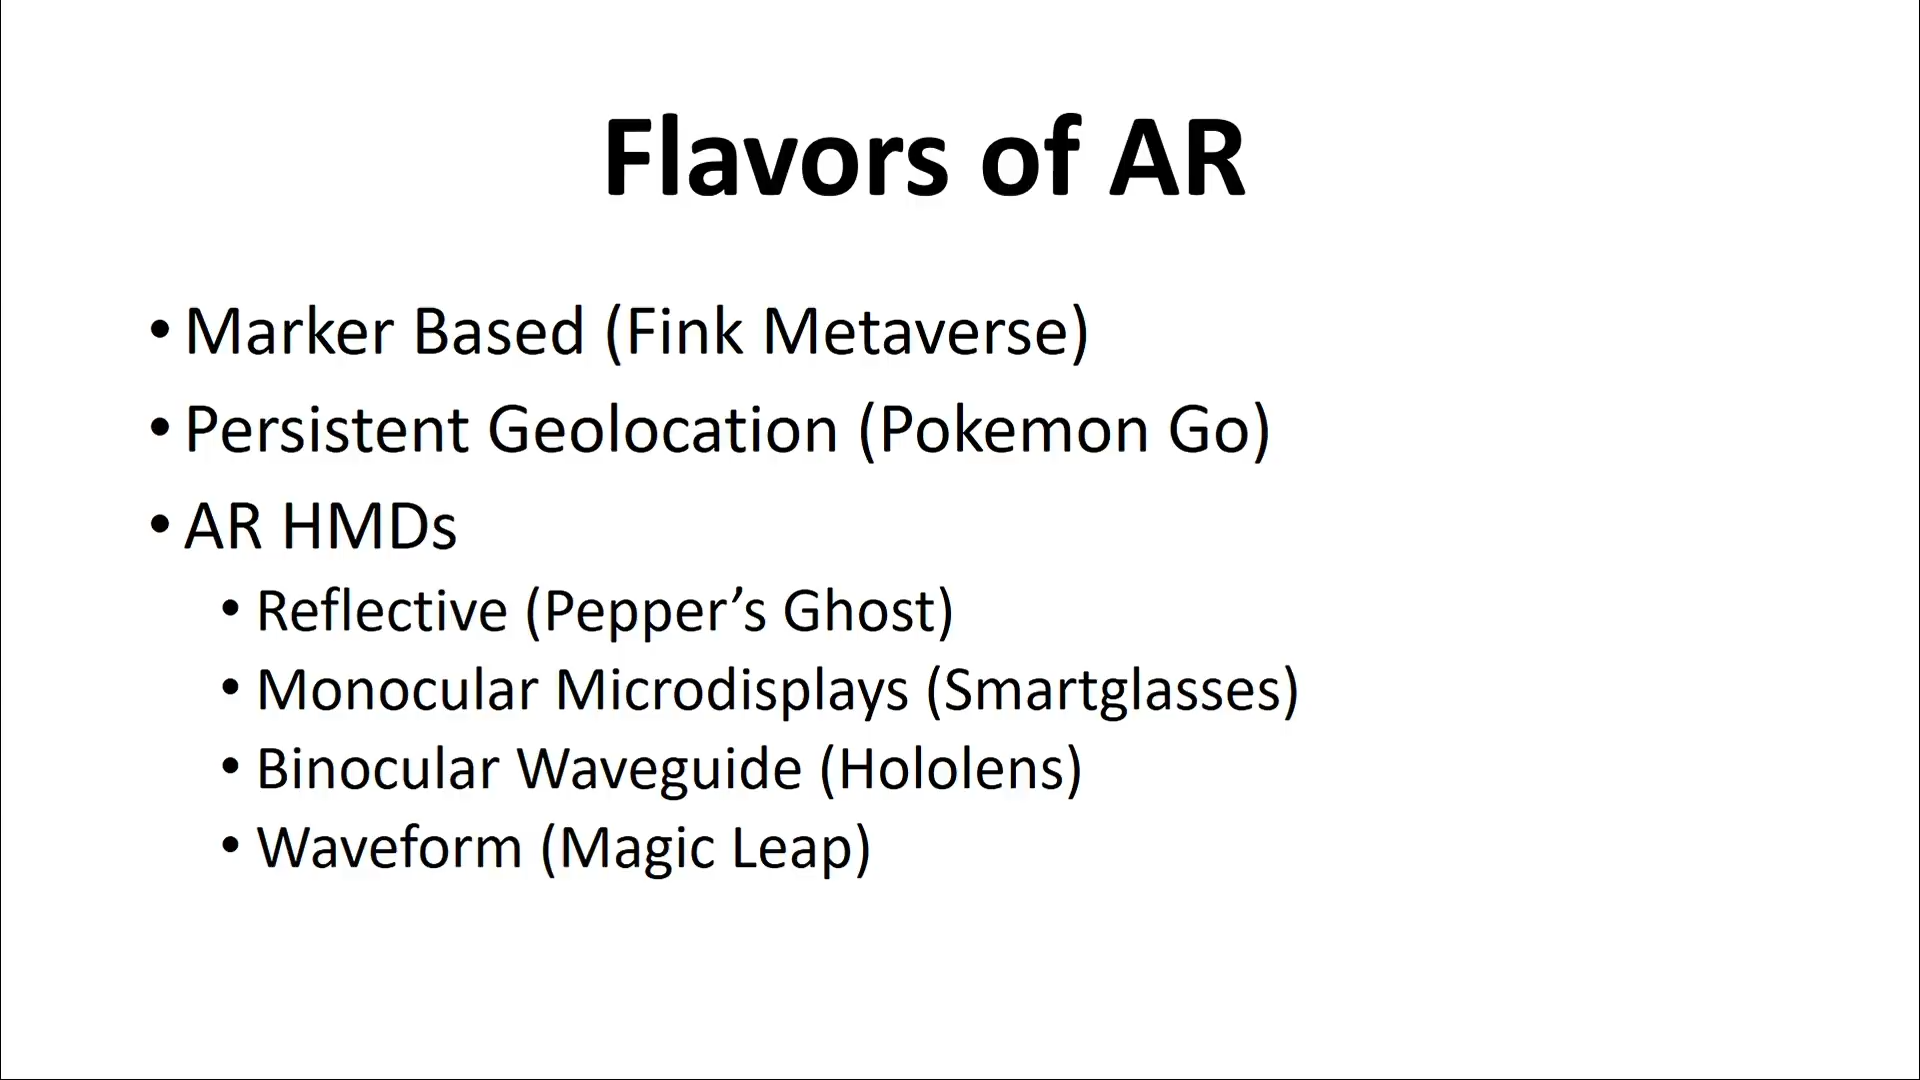 Flavors of AR
• Marker Based (Fink Metaverse)
• Persistent Geolocation (Pokemon Go)
• AR HMDs
• Reflective (Pepper’s Ghost)
• Monocular Microdisplays (Smartglasses)
• Binocular Waveguide (Hololens)
• Waveform (Magic Leap)